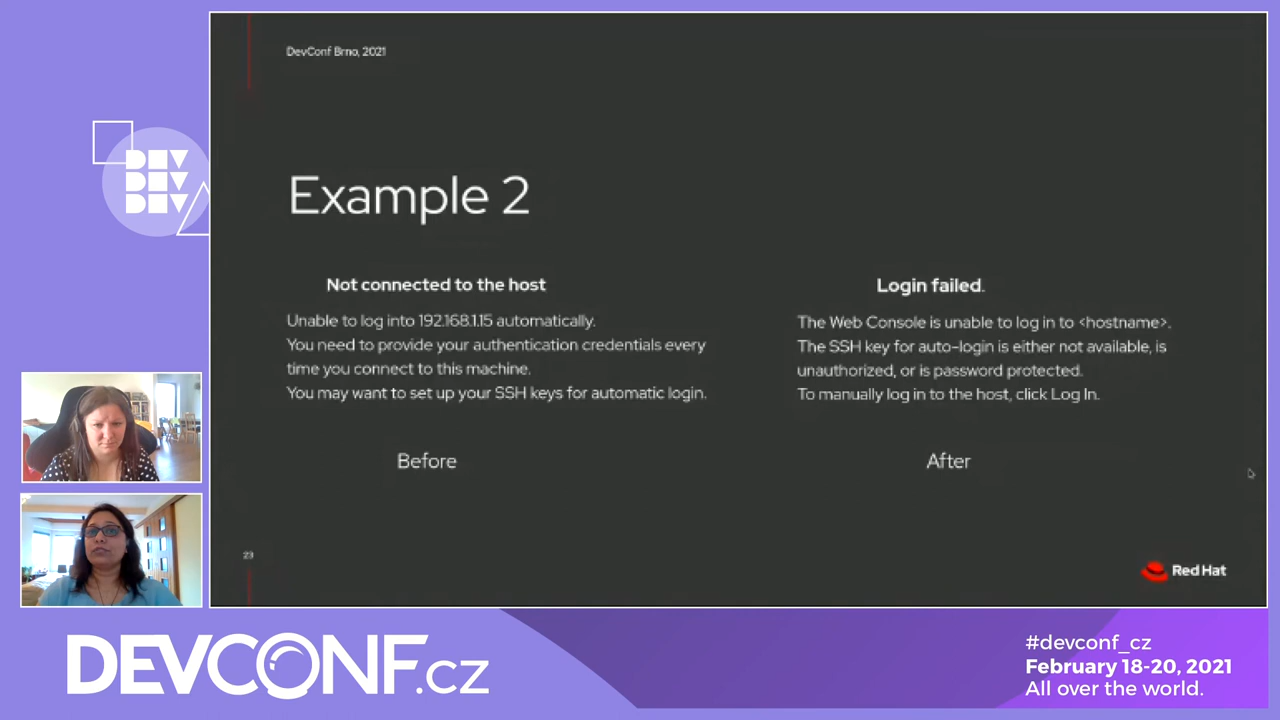 DevConf Brno, 2021
DEV
DEV
DEV
Example 2
Not connected to the host
Unable to log into 192.168.1.15 automatically.
You need to provide your authentication credentials every
time you connect to this machine.
You may want to set up your SSH keys for automatic login.
Before
Login failed.
The Web Console is unable to log in to <hostname>.
The SSH key for auto-login is either not available, is
unauthorized, or is password protected.
To manually log in to the host, click Log In.
After
23
Red Hat
DEVCONF.cz
#devconf_cz
February 18-20, 2021
All over the world.